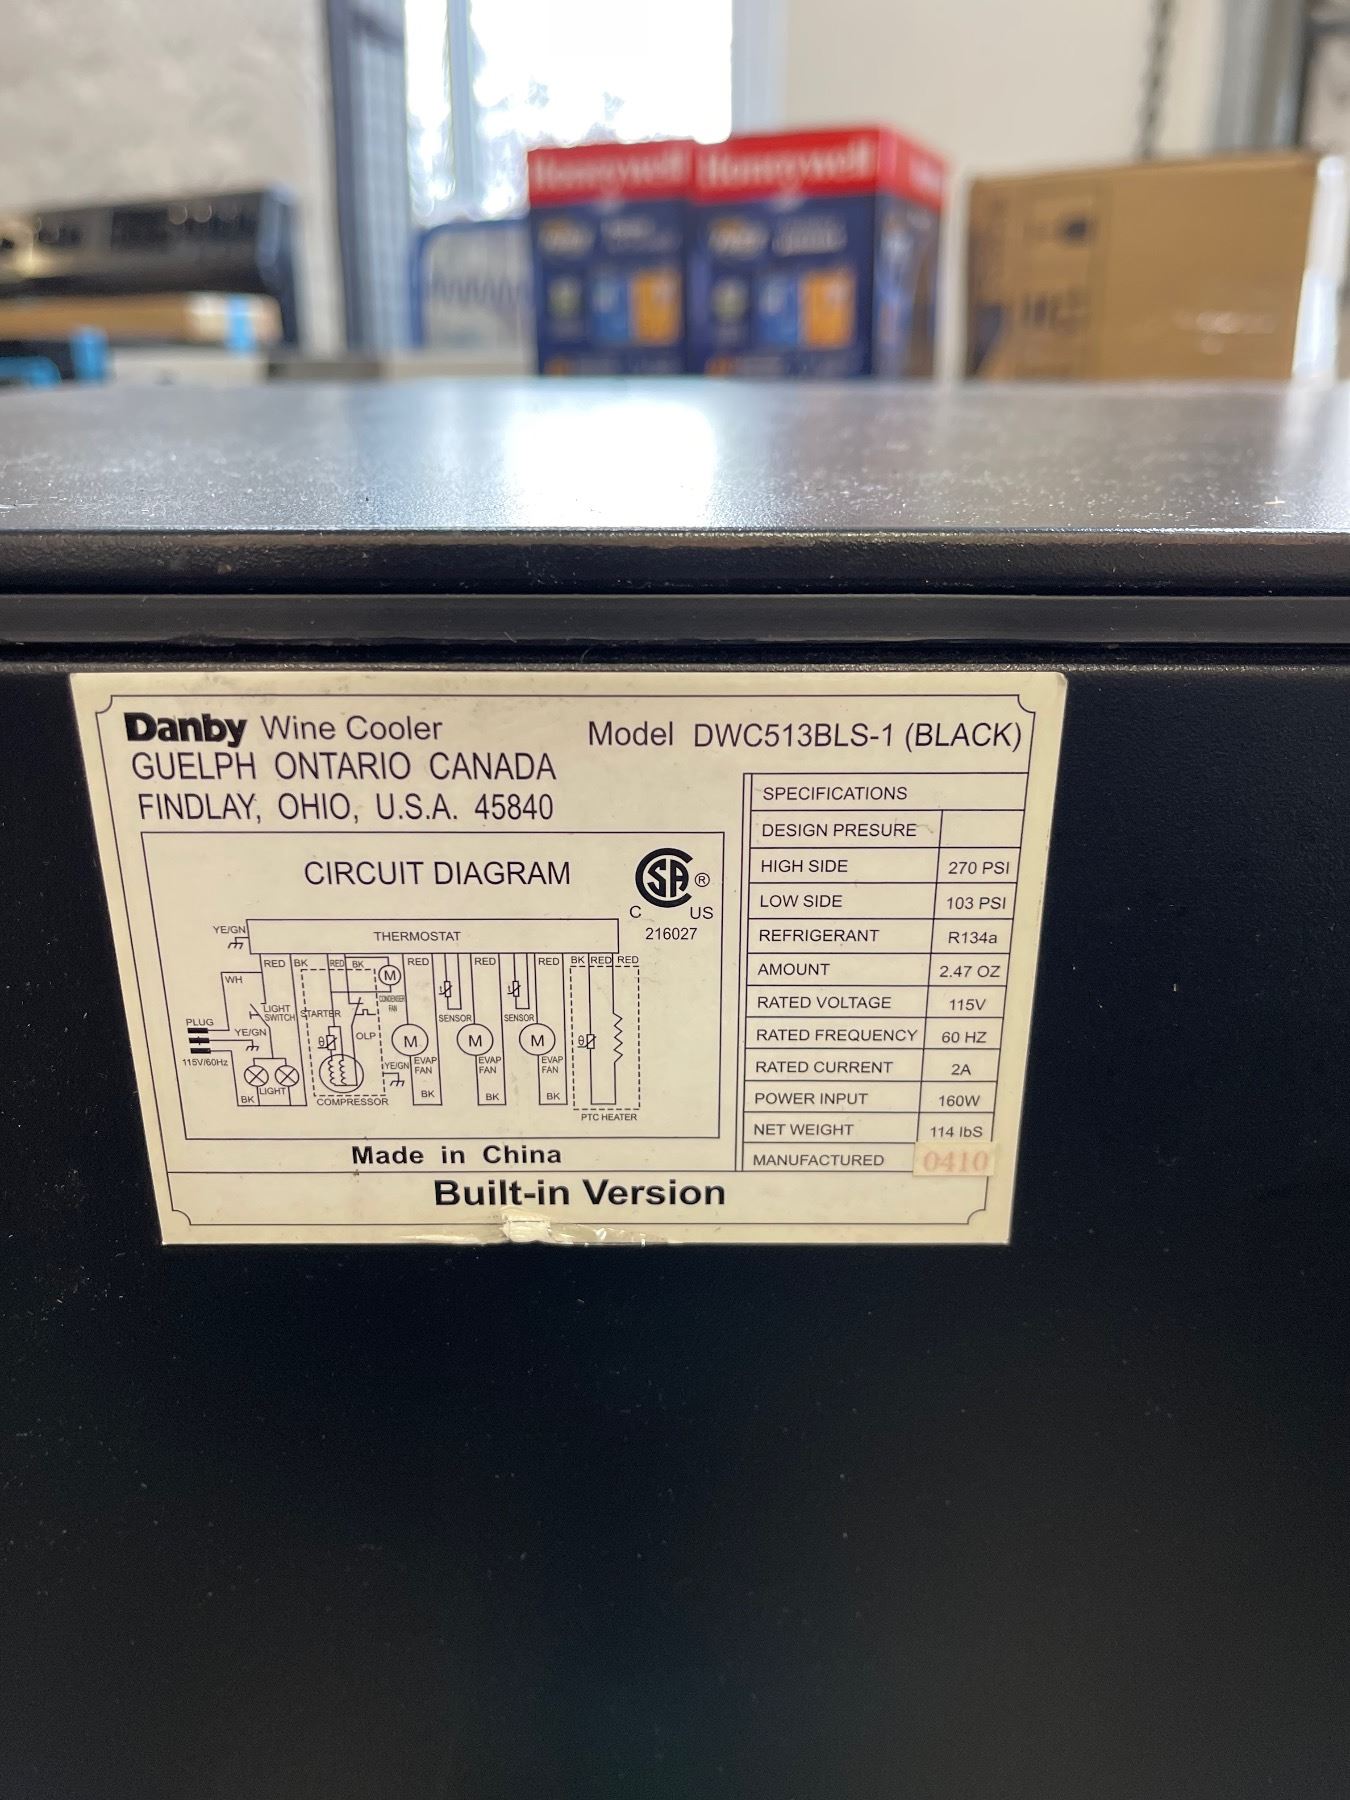 Honeywell Honeywell
Danby Wine Cooler
GUELPH ONTARIO CANADA
FINDLAY, OHIO, U.S.A. 45840
Model DWC513BLS-1 (BLACK)
CIRCUIT DIAGRAM
SA ®
C US
216027
YE/GN
THERMOSTAT
RED BK RED BK RED RED RED BK RED RED
WH
M
CONDENSER
FAN
LIGHT
SWITCH
STARTER
SENSOR
SENSOR
PLUG
YE/GN
θ
OLP
M
M
M
θ
115V/60Hz
YE/GN
EVAP
FAN
EVAP
FAN
EVAP
FAN
LIGHT
BK
BK
BK
BK
COMPRESSOR
PTC HEATER
Made in China
Built-in Version
SPECIFICATIONS
DESIGN PRESURE
HIGH SIDE 270 PSI
LOW SIDE 103 PSI
REFRIGERANT R134a
AMOUNT 2.47 OZ
RATED VOLTAGE 115V
RATED FREQUENCY 60 HZ
RATED CURRENT 2A
POWER INPUT 160W
NET WEIGHT 114 lbS
MANUFACTURED 0410